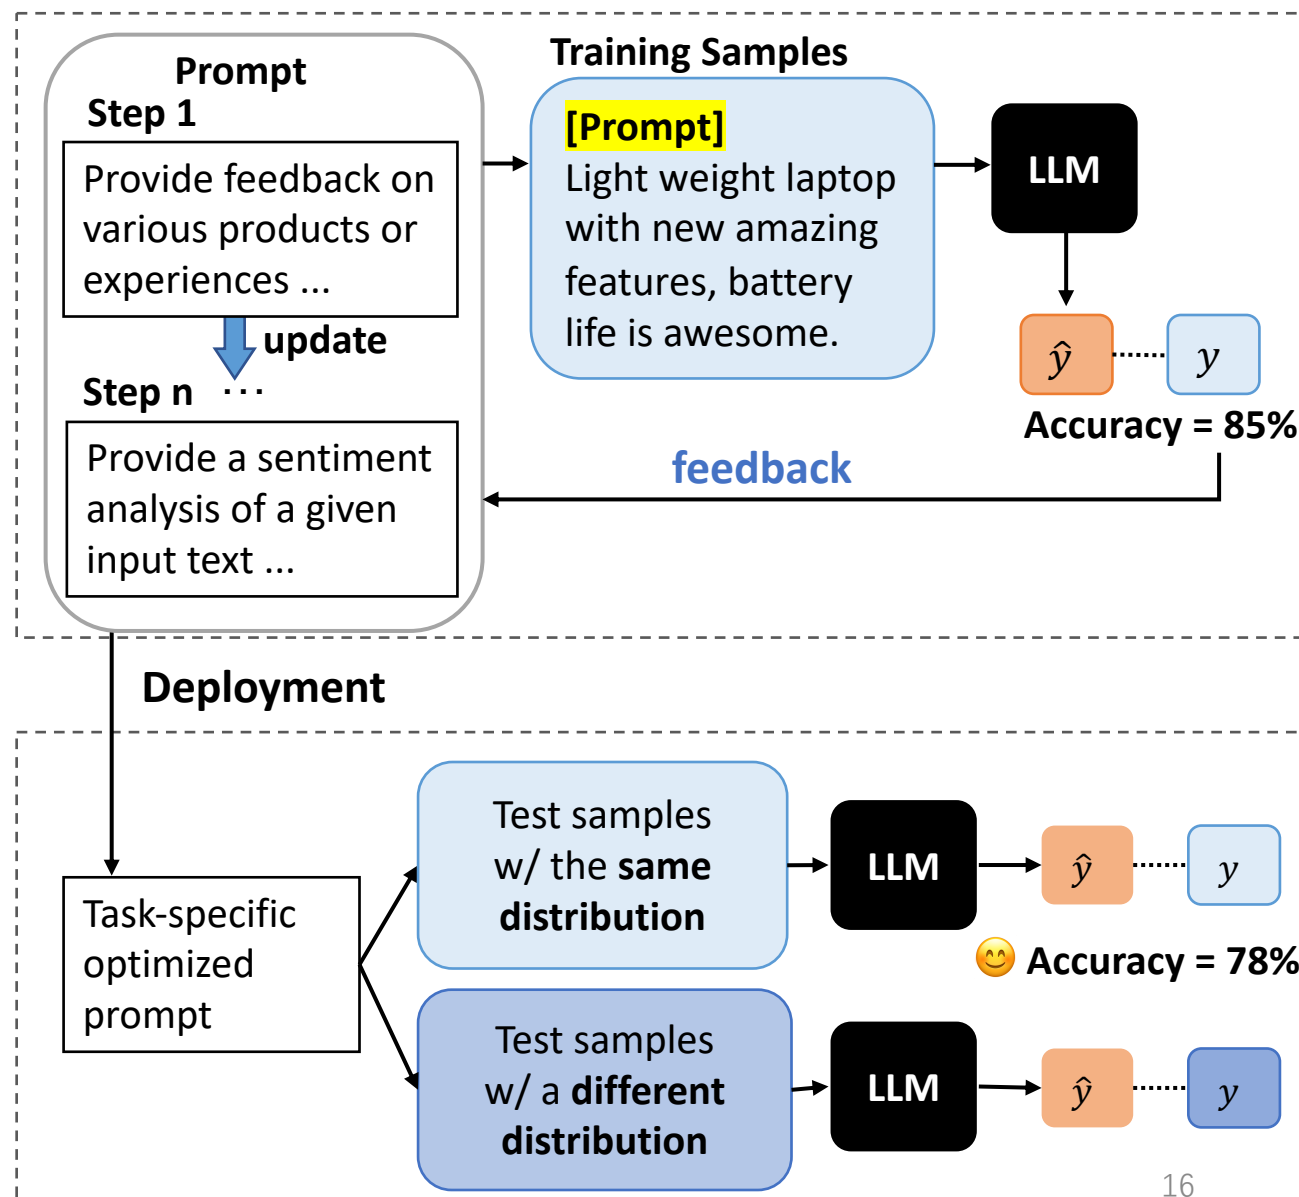 Prompt
Step 1
Provide feedback on
various products or
experiences ...
update
Step n ...
Provide a sentiment
analysis of a given
input text ...
Training Samples
[Prompt]
Light weight laptop
with new amazing
features, battery
life is awesome.
LLM
ŷ
y
Accuracy = 85%
feedback
Deployment
Task-specific
optimized
prompt
Test samples
w/ the same
distribution
LLM
ŷ
y
😊 Accuracy = 78%
Test samples
w/ a different
distribution
LLM
ŷ
y
16